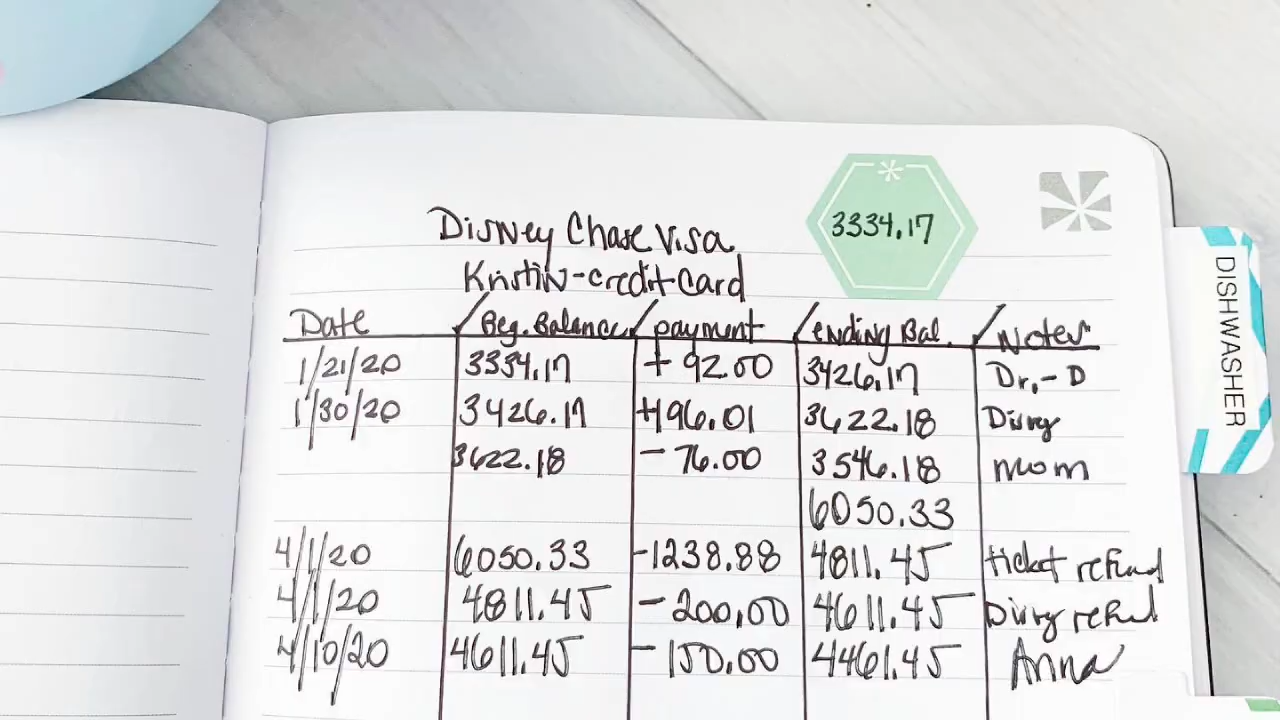 Disney Chase Visa
3334.17
Kristin-credit Card
Date Beg. Balance payment ending Bal. Notes
1/21/20 3334.17 + 92.00 3426.17 Dr.-D
1/30/20 3426.17 +196.01 3622.18 Disny
3622.18 - 76.00 3546.18 mom
6050.33
4/1/20 6050.33 -1238.88 4811.45 ticket refund
4/1/20 4811.45 - 200.00 4611.45 Disny
4/10/20 4611.45 - 150.00 4461.45 Anna
DISHWASHER